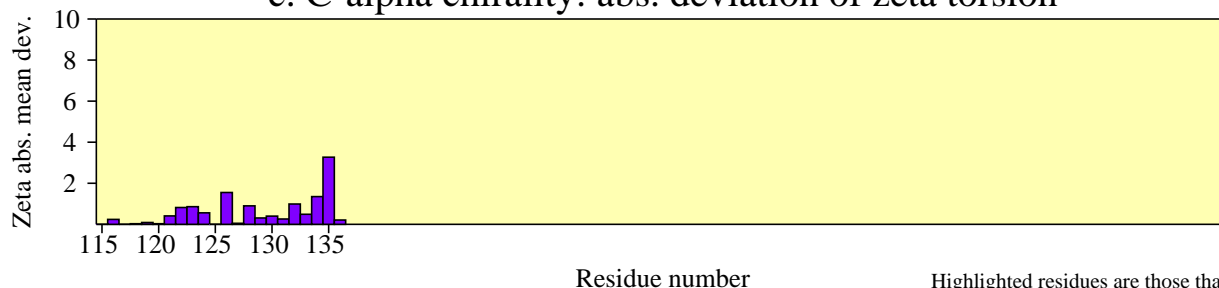 c. C-alpha chirality: abs. deviation of zeta torsion
Zeta abs. mean dev.
10
8
6
4
2
115 120 125 130 135
Residue number
Highlighted residues are those tha